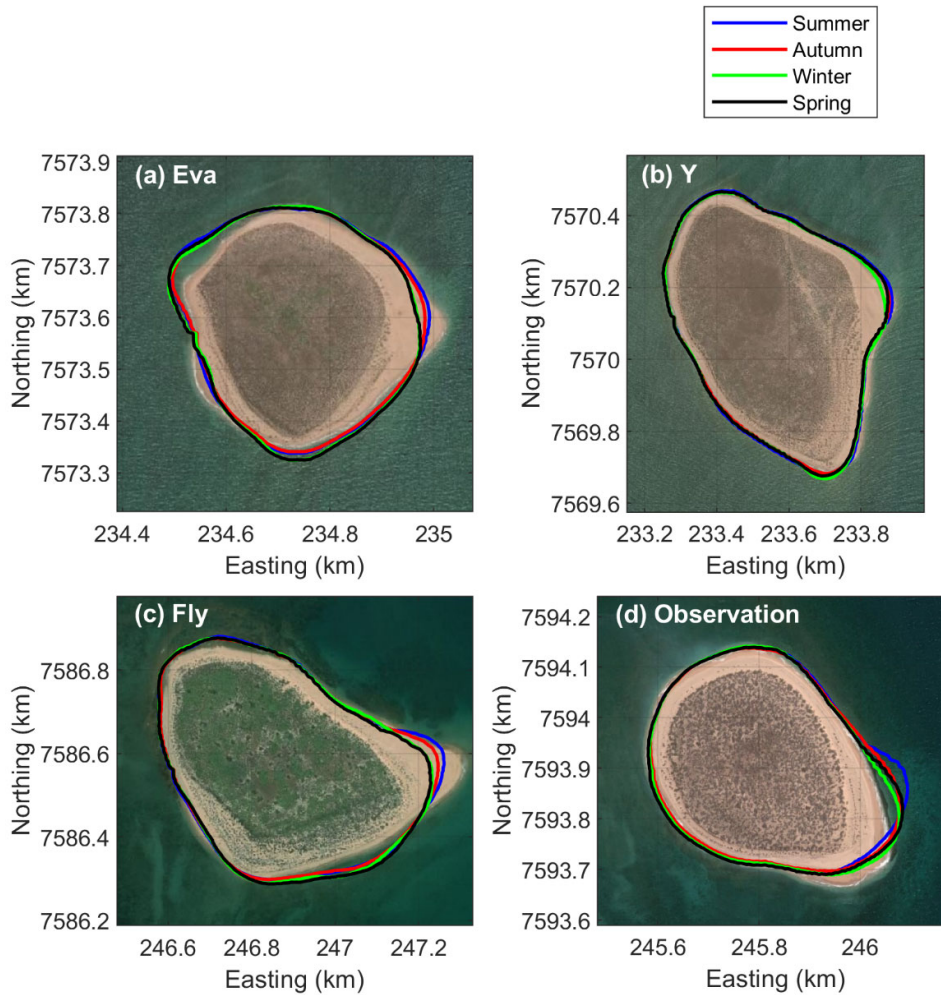 Summer
Autumn
Winter
Spring
(a) Eva
7573.9
7573.8
7573.7
7573.6
7573.5
7573.4
7573.3
Northing (km)
234.4 234.6 234.8 235
Easting (km)
(b) Y
7570.4
7570.2
7570
7569.8
7569.6
Northing (km)
233.2 233.4 233.6 233.8
Easting (km)
(c) Fly
7586.8
7586.6
7586.4
7586.2
Northing (km)
246.6 246.8 247 247.2
Easting (km)
(d) Observation
7594.2
7594.1
7594
7593.9
7593.8
7593.7
7593.6
Northing (km)
245.6 245.8 246
Easting (km)